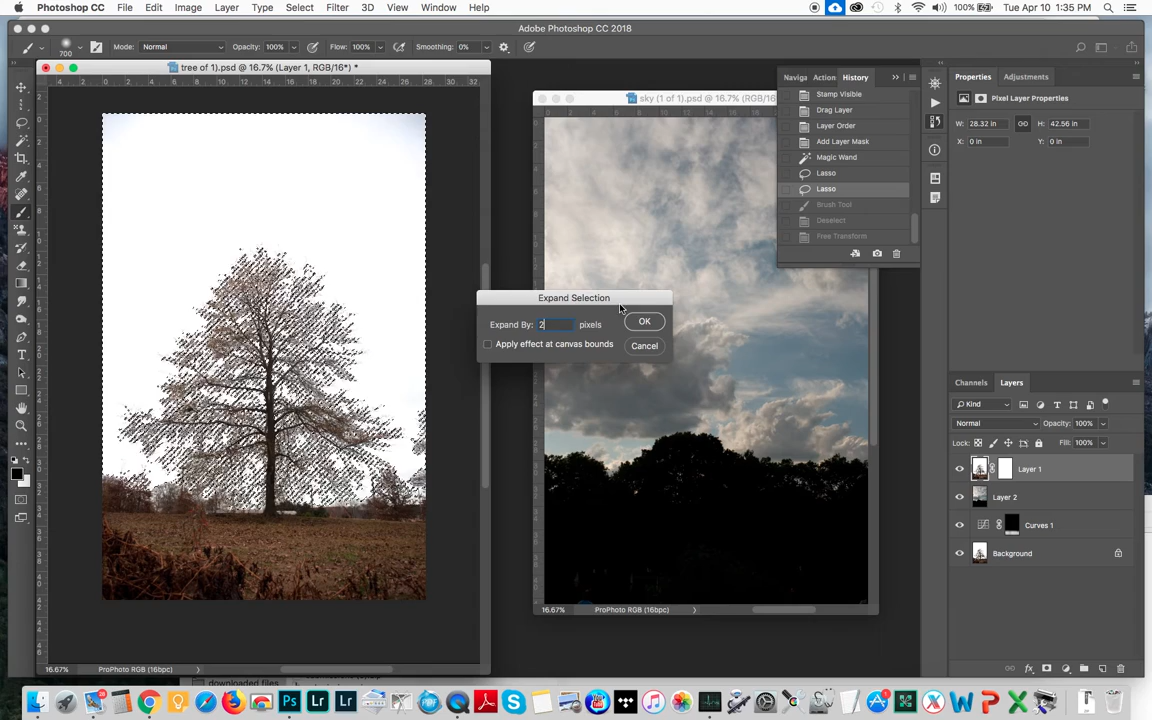 Photoshop CC File Edit Image Layer Type Select Filter 3D View Window Help 100% Tue Apr 10 1:35 PM
Adobe Photoshop CC 2018
700 Mode: Normal Opacity: 100% Flow: 100% Smoothing: 0%
tree of 1).psd @ 16.7% (Layer 1, RGB/16*) *
sky (1 of 1).psd @ 16.7% (RGB/16
Naviga Action History
Stamp Visible
Drag Layer
Layer Order
Add Layer Mask
Magic Wand
Lasso
Lasso
Brush Tool
Deselect
Free Transform
Properties Adjustments
Pixel Layer Properties
W: 28.32 in H: 42.56 in
X: 0 in Y: 0 in
Expand Selection
Expand By: 2 pixels
OK
Apply effect at canvas bounds
Cancel
Channels Layers
Kind
Normal Opacity: 100%
Lock: Fill: 100%
Layer 1
Layer 2
Curves 1
Background
16.67% ProPhoto RGB (16bpc)
16.67% ProPhoto RGB (16bpc)
downloaded files